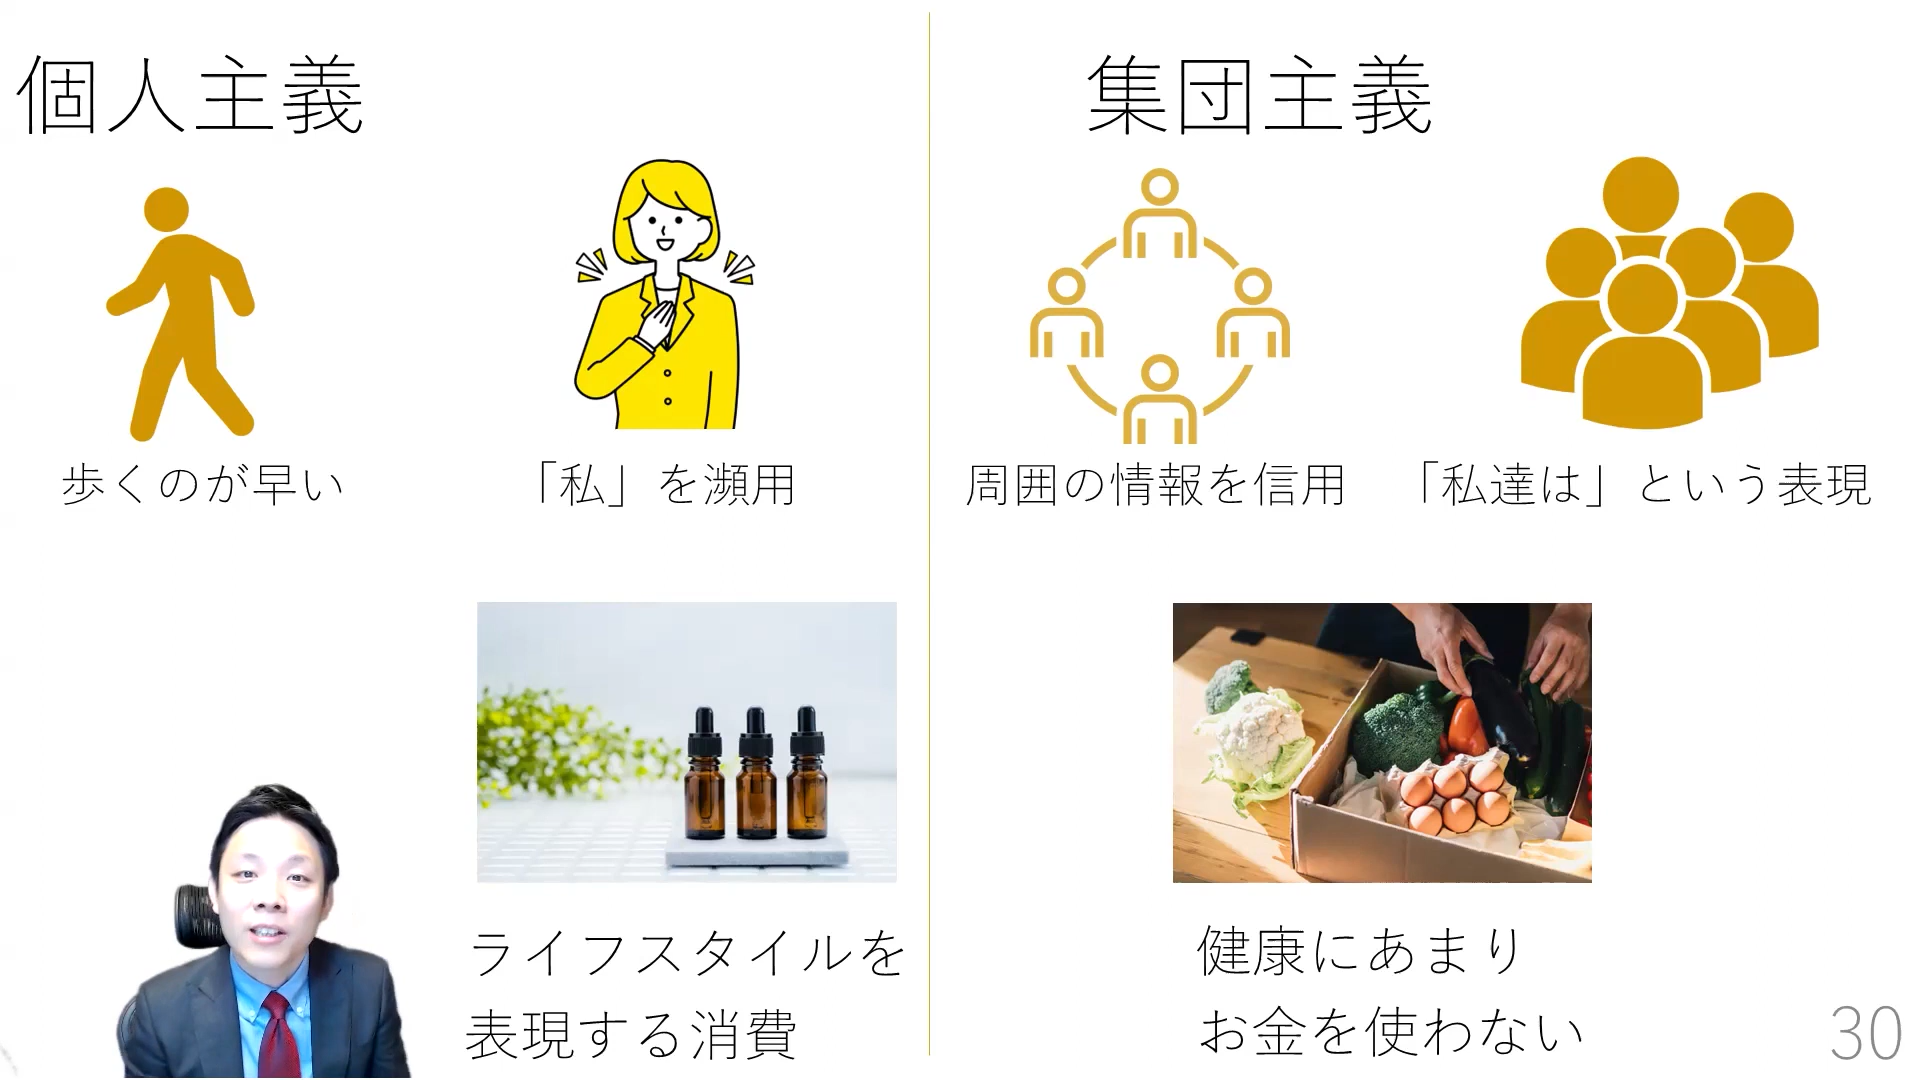 個人主義
歩くのが早い
「私」を瀕用
ライフスタイルを
表現する消費
集団主義
周囲の情報を信用
「私達は」という表現
健康にあまり
お金を使わない
30